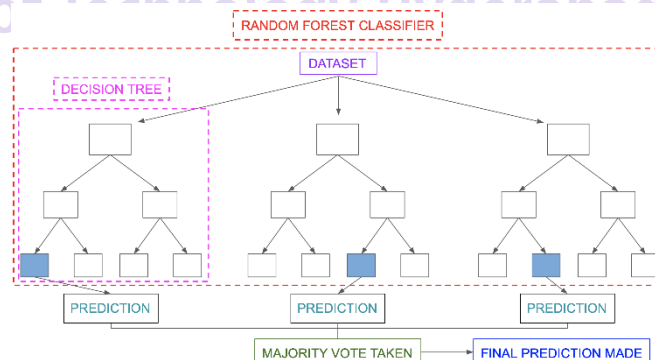 RANDOM FOREST CLASSIFIER
DATASET
DECISION TREE
PREDICTION PREDICTION PREDICTION
MAJORITY VOTE TAKEN FINAL PREDICTION MADE